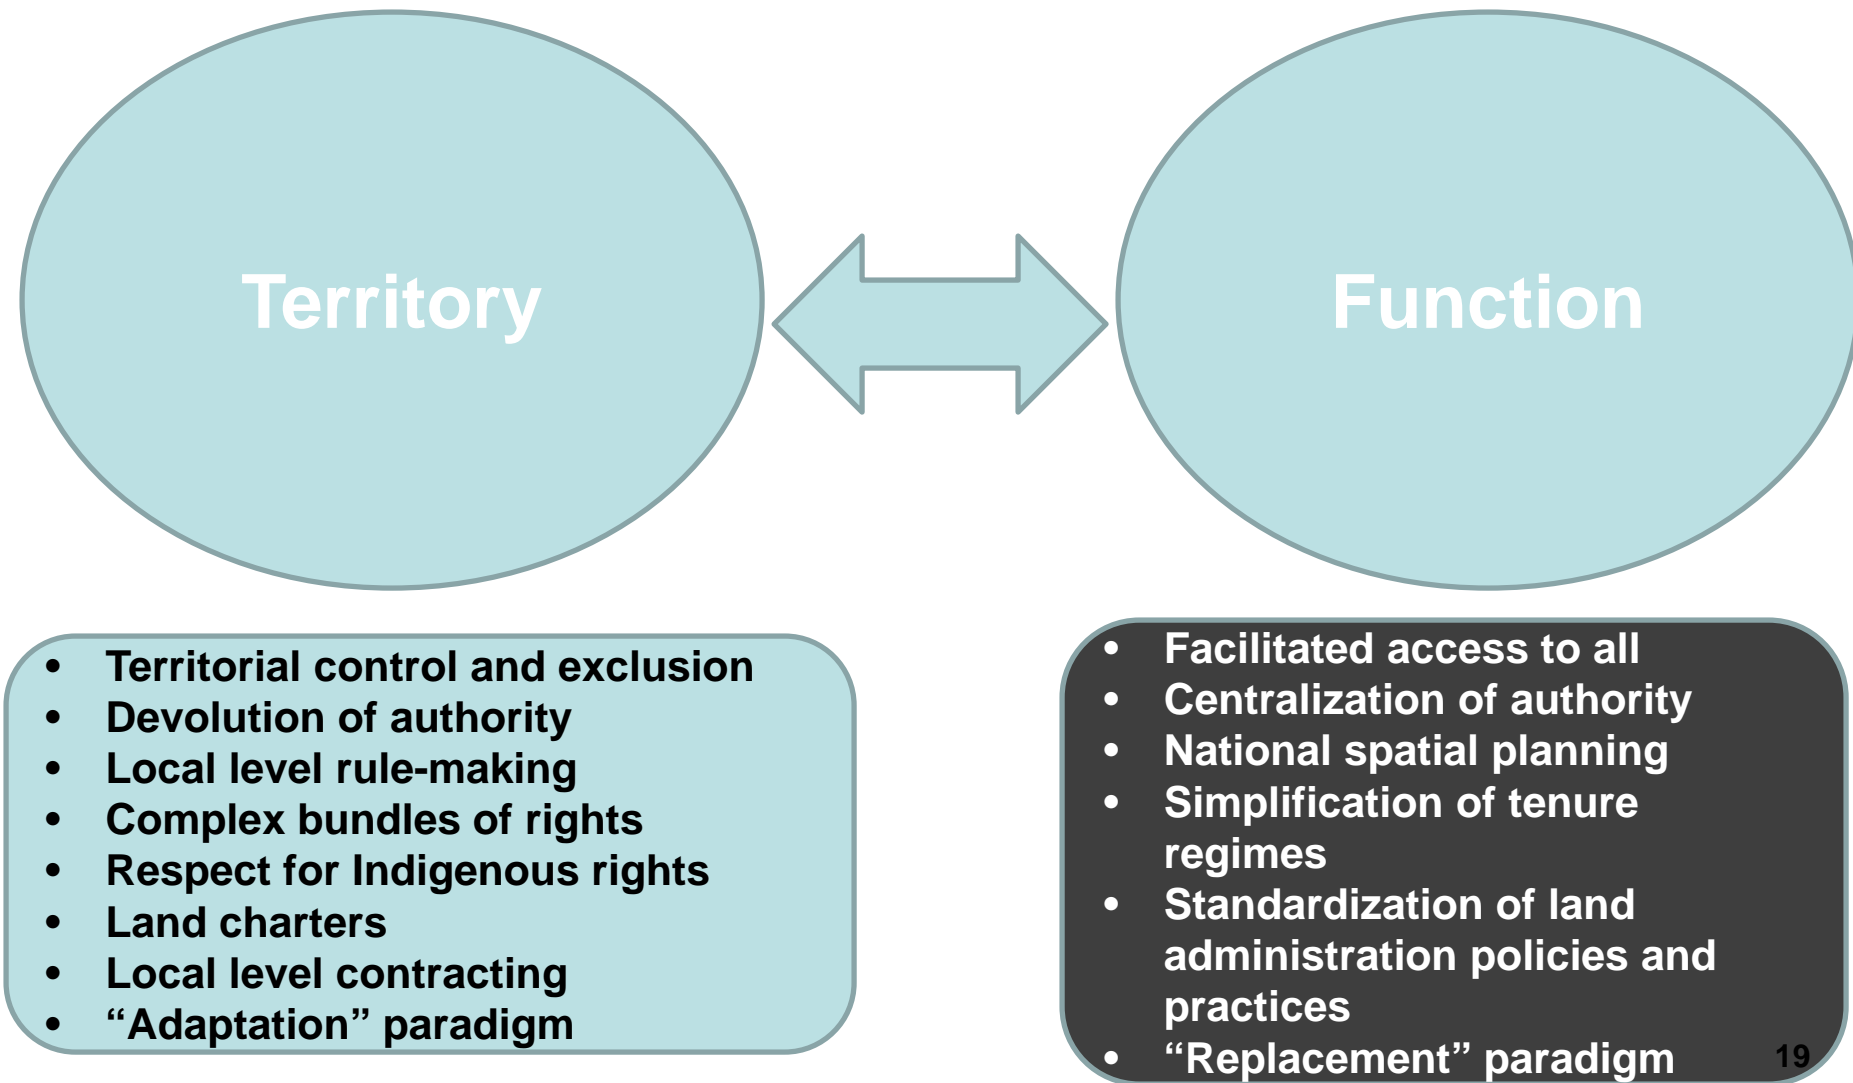 Territory
Function
• Territorial control and exclusion
• Devolution of authority
• Local level rule-making
• Complex bundles of rights
• Respect for Indigenous rights
• Land charters
• Local level contracting
• “Adaptation” paradigm
• Facilitated access to all
• Centralization of authority
• National spatial planning
• Simplification of tenure
regimes
• Standardization of land
administration policies and
practices
• “Replacement” paradigm
19